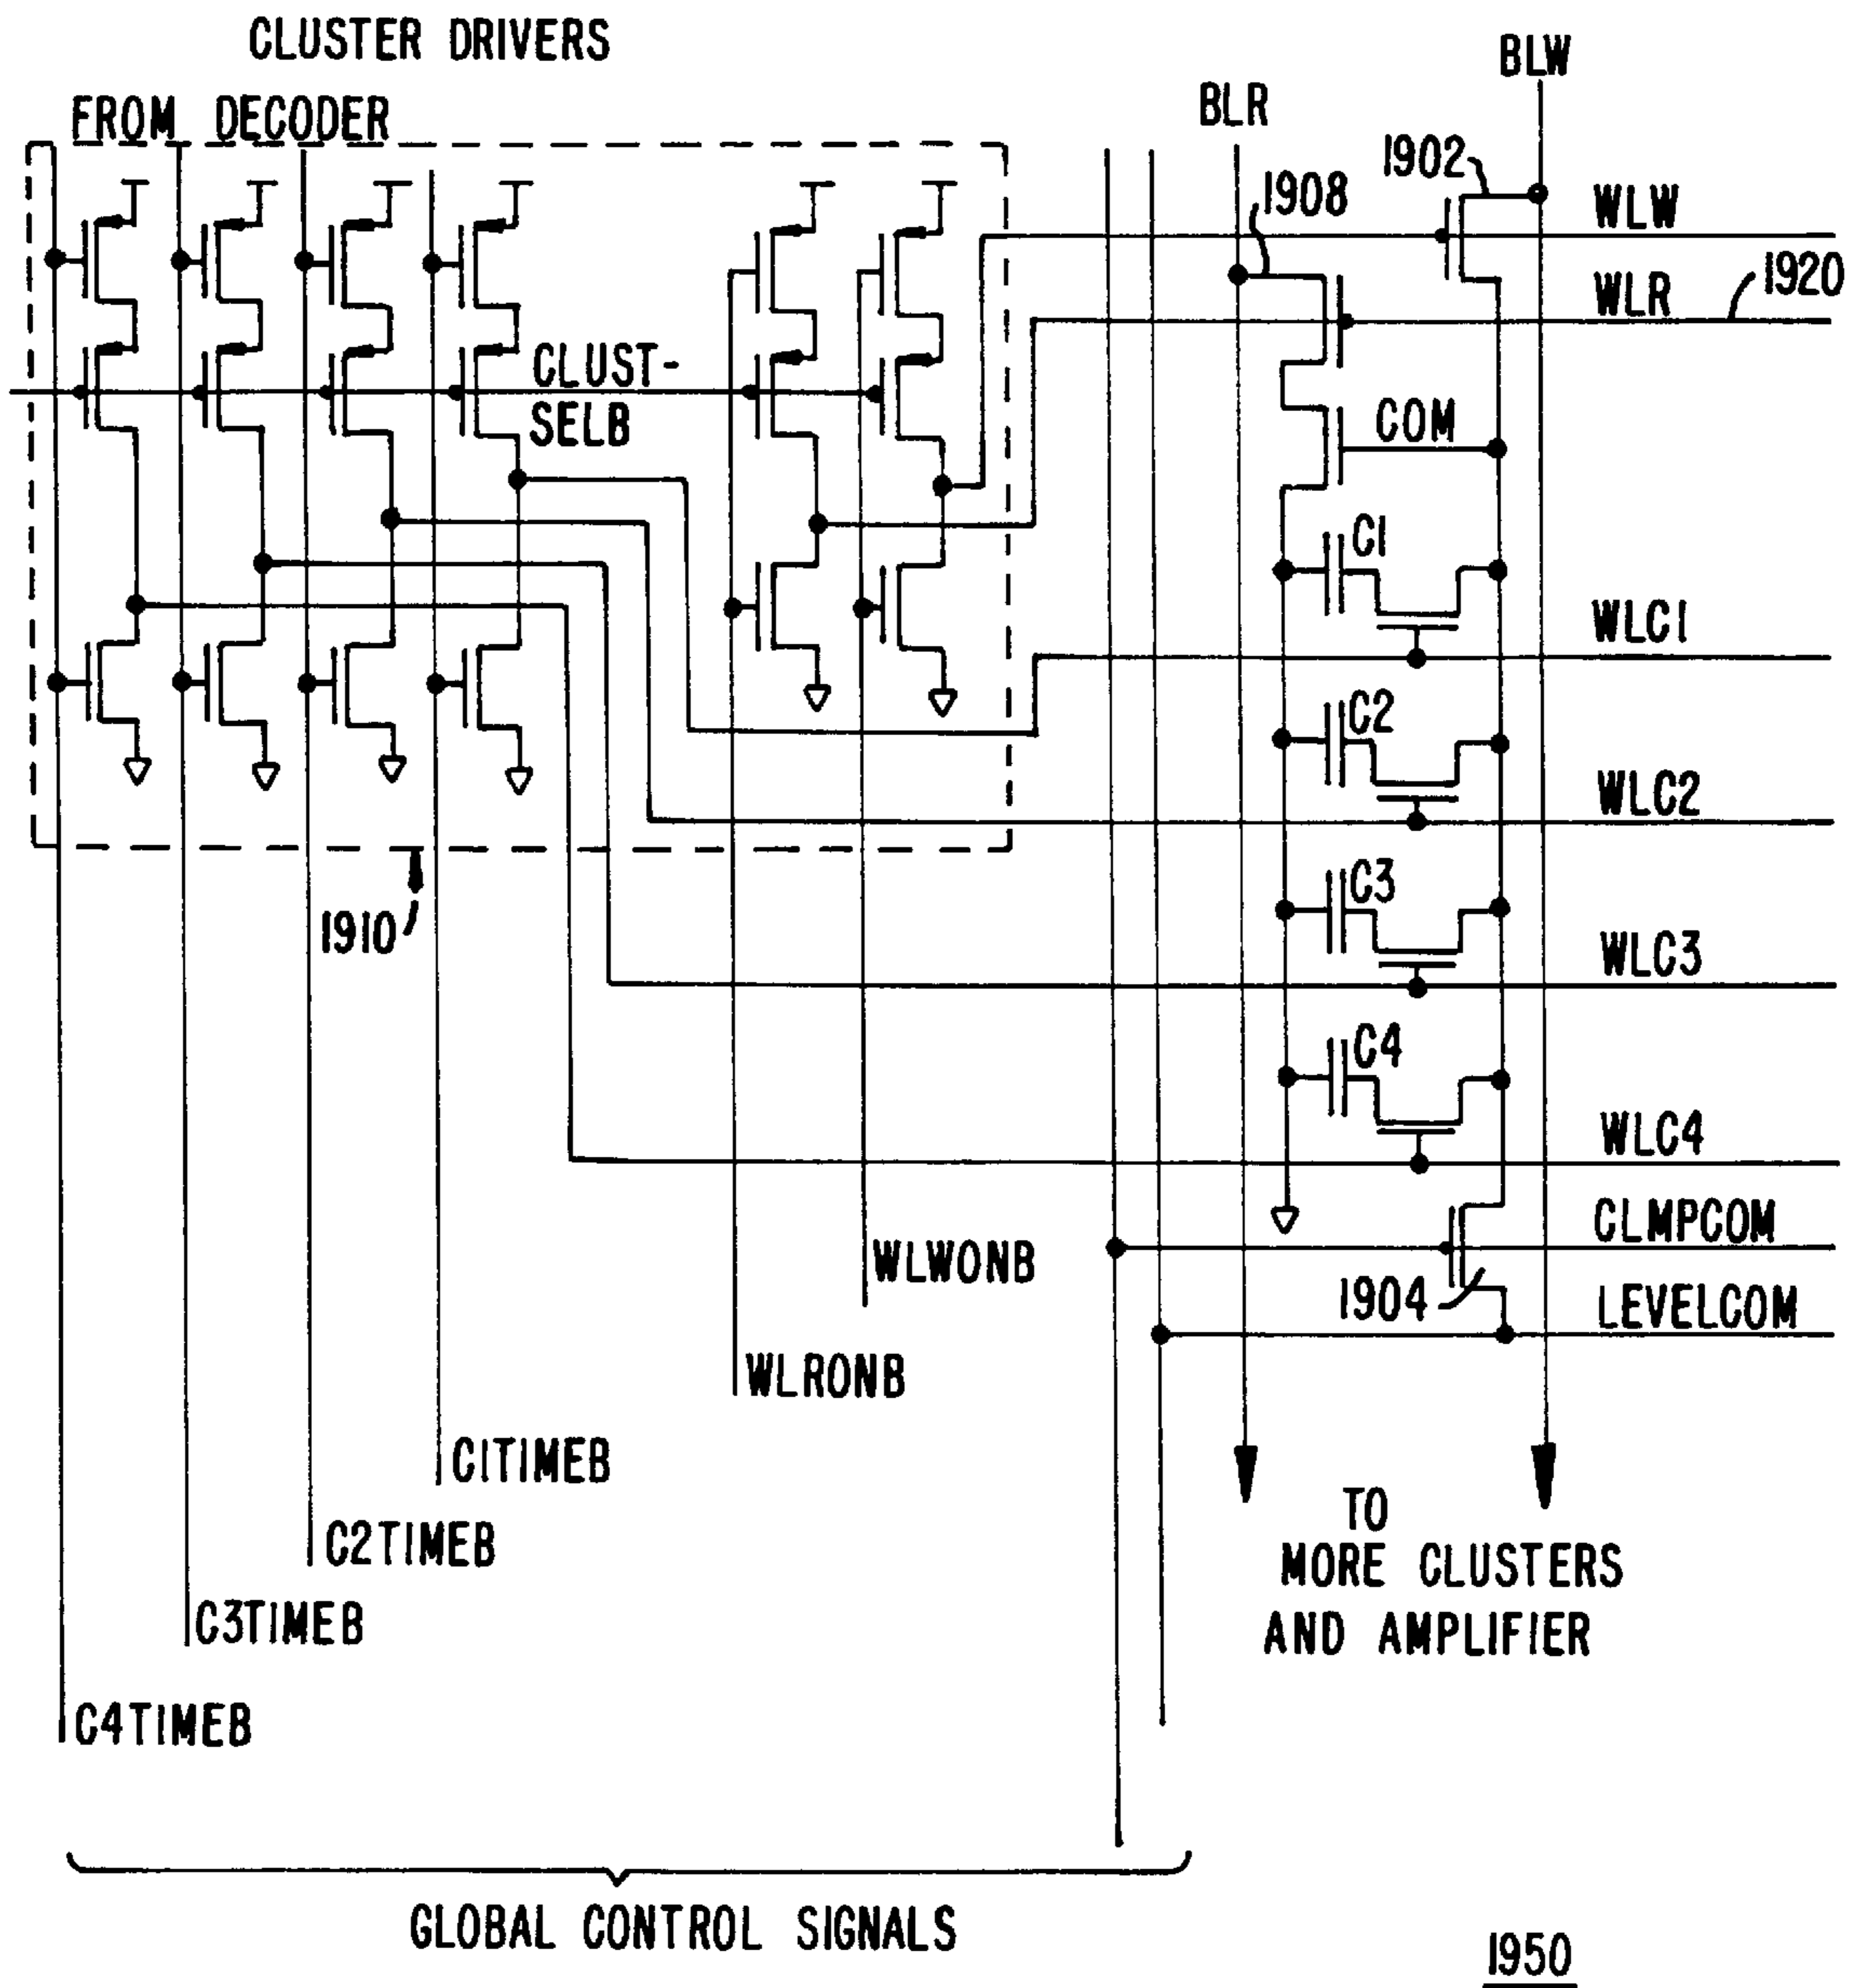 CLUSTER DRIVERS
BLW
FROM DECODER
BLR
1902
1908
WLW
WLR
1920
CLUST-
SELB
COM
C1
WLC1
C2
WLC2
C3
1910
WLC3
C4
WLC4
CLMPCOM
WLWONB
1904
LEVELCOM
WLRONB
C1TIMEB
TO
C2TIMEB
MORE CLUSTERS
C3TIMEB
AND AMPLIFIER
C4TIMEB
GLOBAL CONTROL SIGNALS
1950